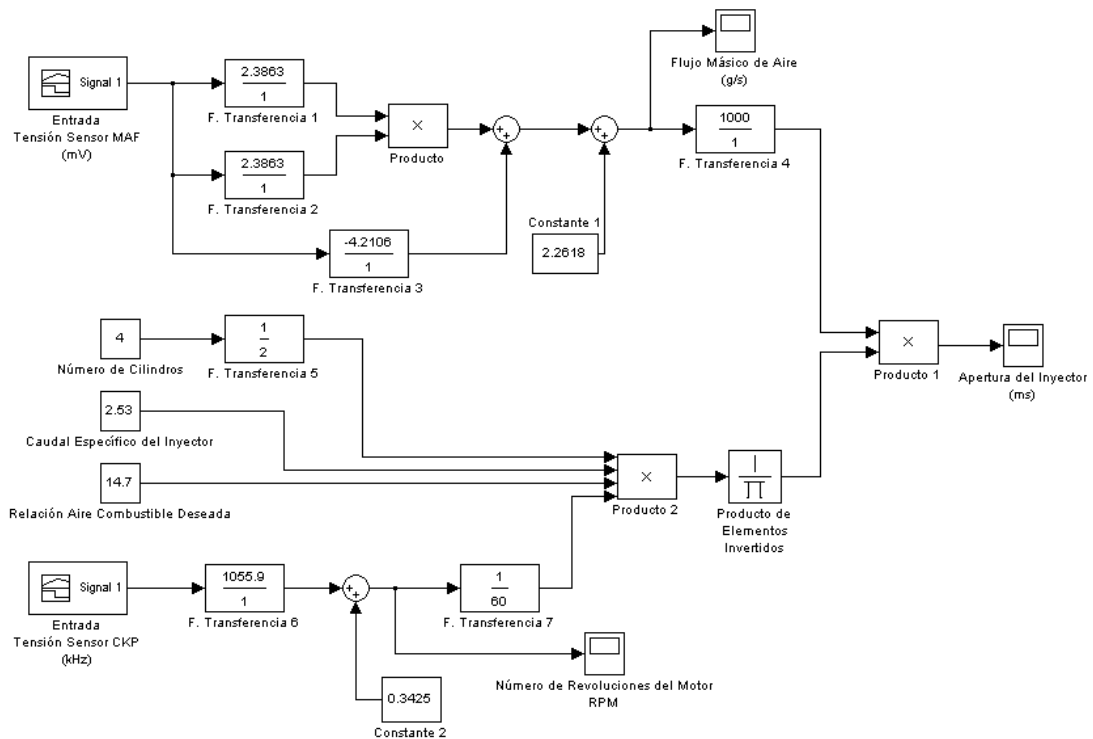 Flujo Másico de Aire
(g/s)
Signal 1
Entrada
Tensión Sensor MAF
(mV)
2.3863
1
F. Transferencia 1
×
Producto
+
+
+
+
1000
1
F. Transferencia 4
2.3863
1
F. Transferencia 2
-4.2106
1
F. Transferencia 3
Constante 1
2.2618
4
Número de Cilindros
1
2
F. Transferencia 5
×
Producto 1
Apertura del Inyector
(ms)
2.53
Caudal Específico del Inyector
14.7
Relación Aire Combustible Deseada
×
Producto 2
Producto de
Elementos
Invertidos
Signal 1
Entrada
Tensión Sensor CKP
(kHz)
1055.9
1
F. Transferencia 6
+
+
1
60
F. Transferencia 7
Número de Revoluciones del Motor
RPM
0.3425
Constante 2